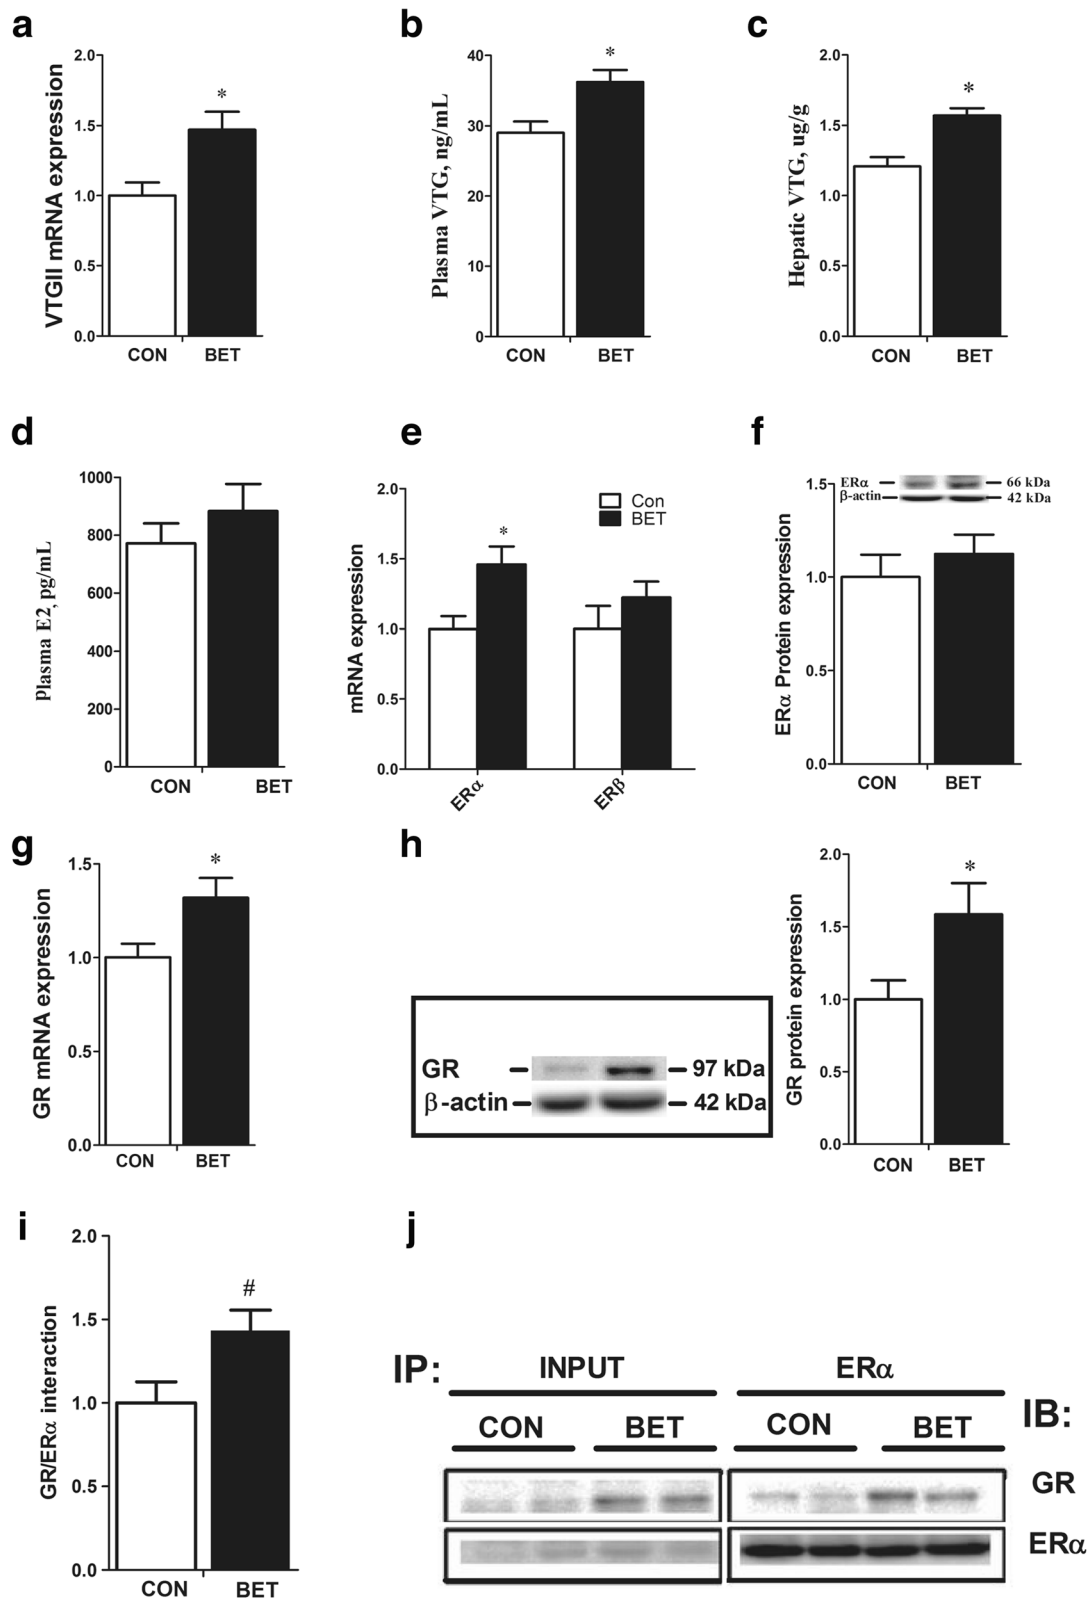 a
VTGII mRNA expression
2.0
1.5
1.0
0.5
0.0
*
CON BET
b
Plasma VTG, ng/mL
40
30
20
10
0
*
CON BET
c
Hepatic VTG, ug/g
2.0
1.5
1.0
0.5
0.0
*
CON BET
d
Plasma E2, pg/mL
1000
800
600
400
200
0
CON BET
e
mRNA expression
2.0
1.5
1.0
0.5
0.0
Con
BET
*
ERα ERβ
f
ERα Protein expression
1.5
1.0
0.5
0.0
ERα 66 kDa
β-actin 42 kDa
CON BET
g
GR mRNA expression
1.5
1.0
0.5
0.0
*
CON BET
h
GR 97 kDa
β-actin 42 kDa
GR protein expression
2.0
1.5
1.0
0.5
0.0
*
CON BET
i
GR/ERα interaction
2.0
1.5
1.0
0.5
0.0
#
CON BET
j
IP: INPUT ERα
CON BET CON BET IB:
GR
ERα